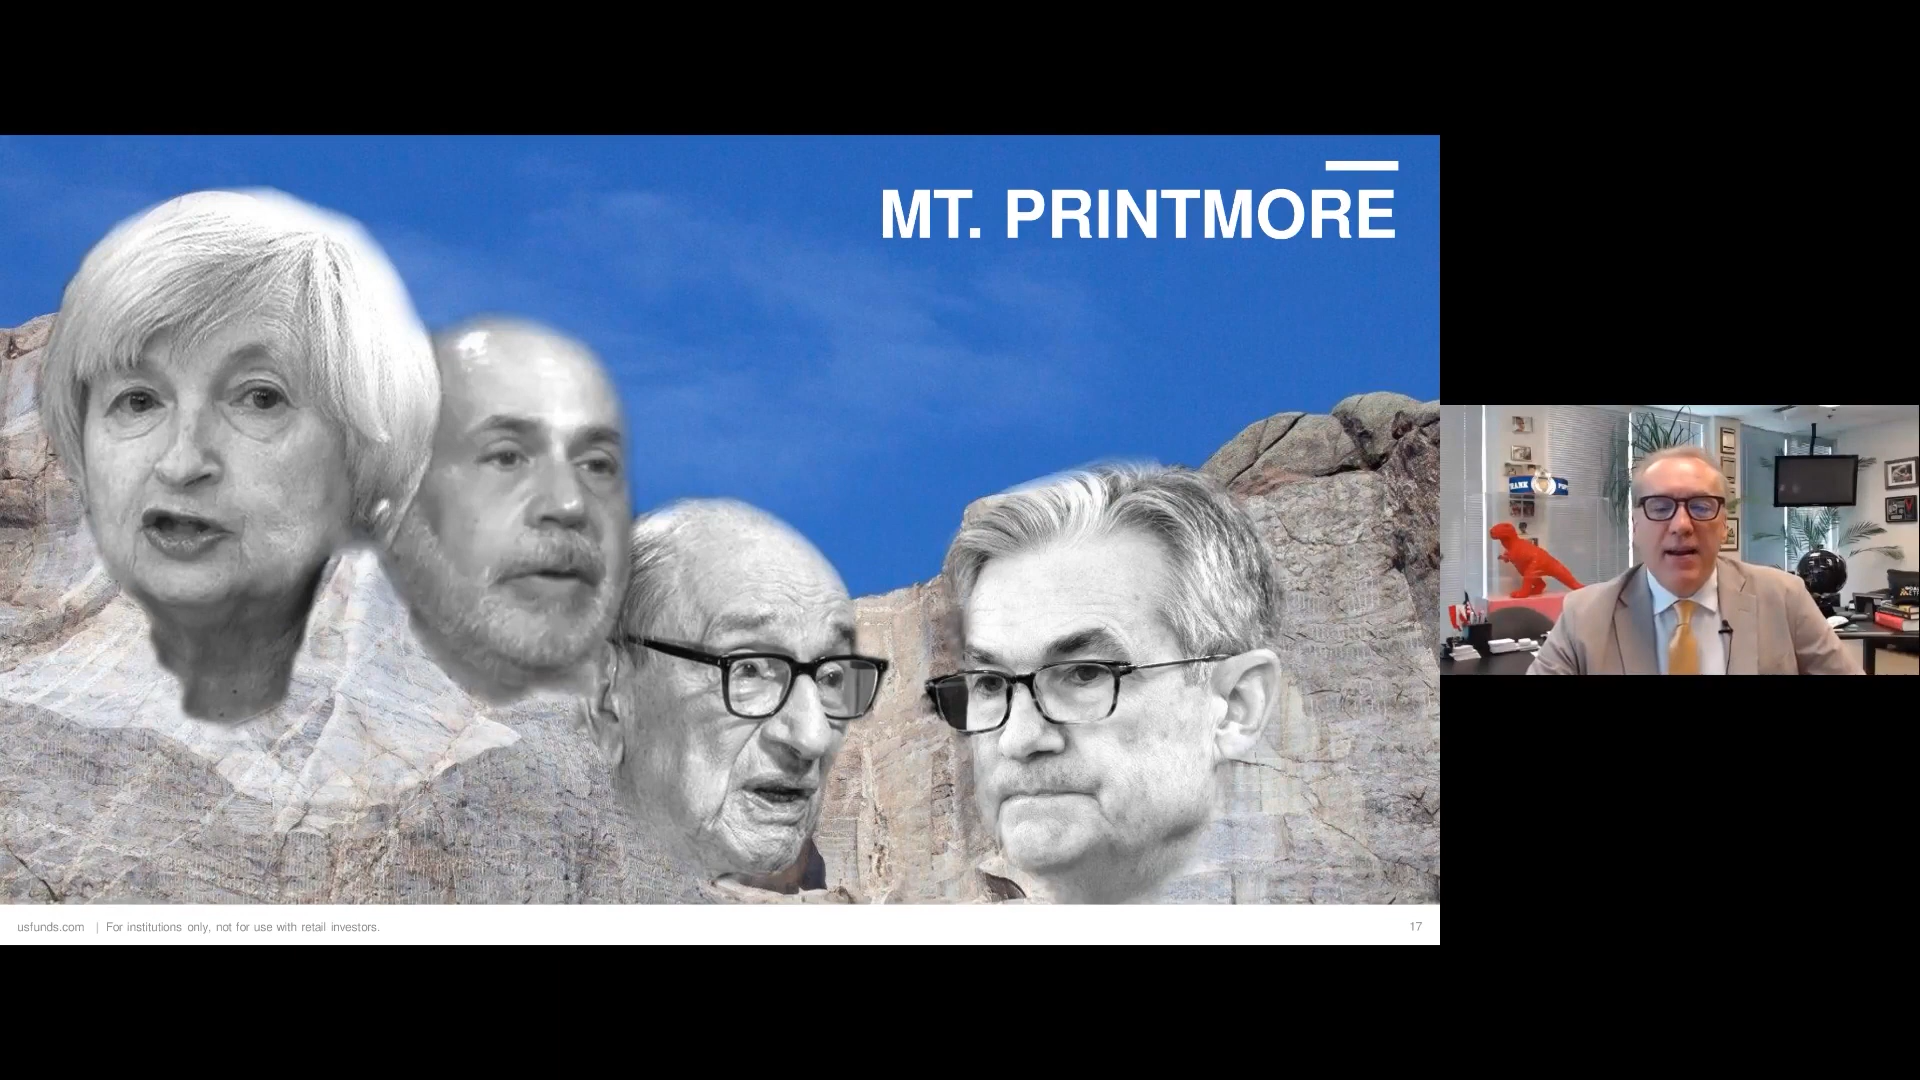 MT. PRINTMORE
usfunds.com | For institutions only, not for use with retail investors.
17